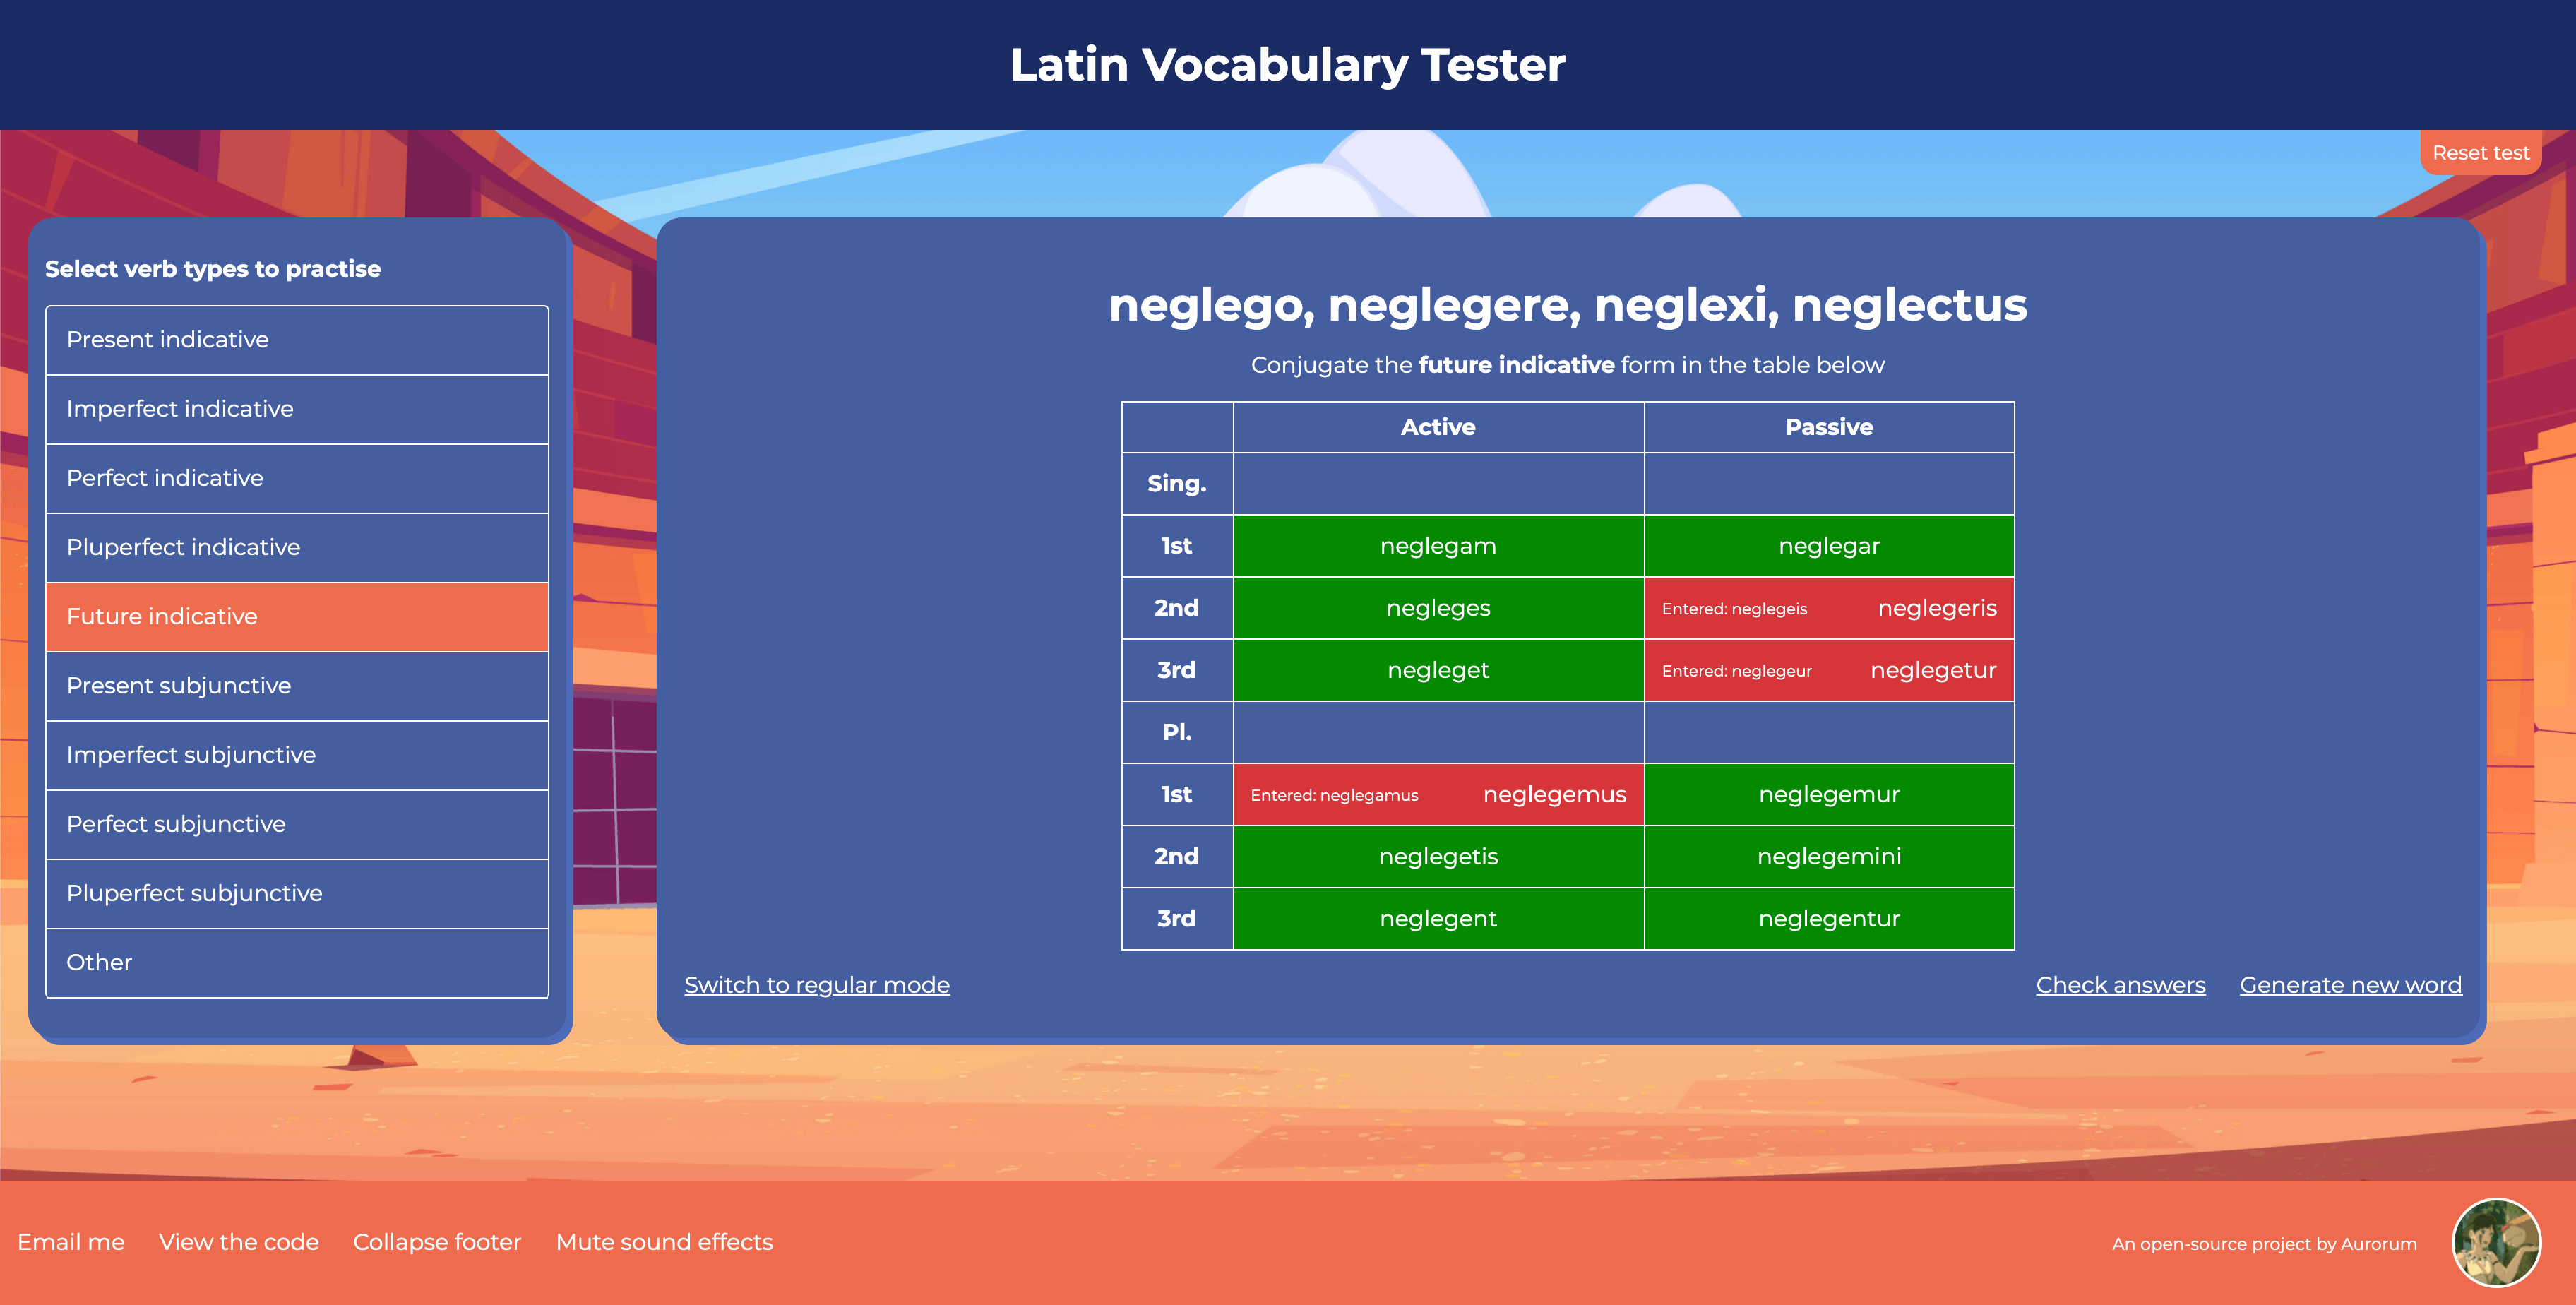 Latin Vocabulary Tester
Reset test
Select verb types to practise
Present indicative
Imperfect indicative
Perfect indicative
Pluperfect indicative
Future indicative
Present subjunctive
Imperfect subjunctive
Perfect subjunctive
Pluperfect subjunctive
Other
neglego, neglegere, neglexi, neglectus
Conjugate the future indicative form in the table below
Active Passive
Sing.
1st neglegam neglegar
2nd negleges Entered: neglegeis neglegeris
3rd negleget Entered: neglegeur neglegetur
Pl.
1st Entered: neglegamus neglegemus neglegemur
2nd neglegetis neglegemini
3rd neglegent neglegentur
Switch to regular mode Check answers Generate new word
Email me View the code Collapse footer Mute sound effects An open-source project by Aurorum